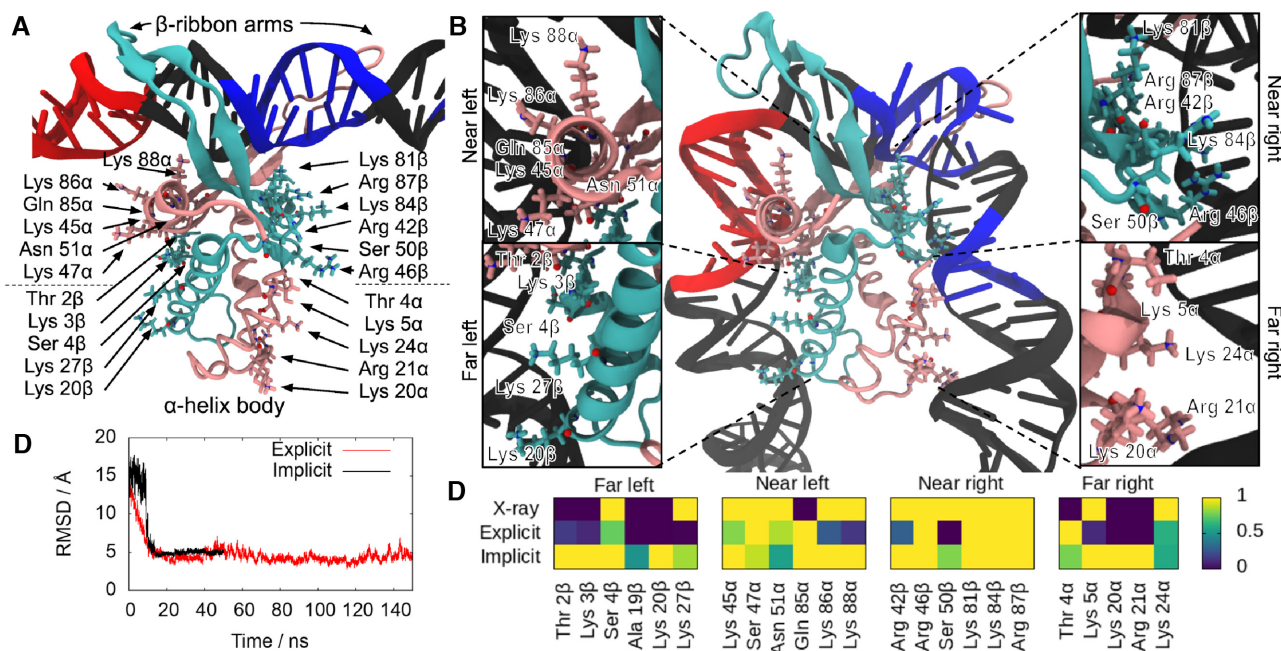 A
β-ribbon arms
Lys 88α
Lys 86α
Gln 85α
Lys 45α
Asn 51α
Lys 47α
Thr 2β
Lys 3β
Ser 4β
Lys 27β
Lys 20β
Lys 81β
Arg 87β
Lys 84β
Arg 42β
Ser 50β
Arg 46β
Thr 4α
Lys 5α
Lys 24α
Arg 21α
Lys 20α
α-helix body
B
Near left
Lys 88α
Lys 86α
Gln 85α
Lys 45α
Asn 51α
Lys 47α
Far left
Thr 2β
Lys 3β
Ser 4β
Lys 27β
Lys 20β
Near right
Lys 81β
Arg 87β
Arg 42β
Lys 84β
Ser 50β
Arg 46β
Far right
Thr 4α
Lys 5α
Lys 24α
Arg 21α
Lys 20α
D
RMSD / Å
20
15
10
5
0
Explicit
Implicit
0 20 40 60 80 100 120 140
Time / ns
D
Far left Near left Near right Far right
X-ray
Explicit
Implicit
1
0.5
0
Thr 2β
Lys 3β
Ser 4β
Ala 19β
Lys 20β
Lys 27β
Lys 45α
Ser 47α
Asn 51α
Gln 85α
Lys 86α
Lys 88α
Arg 42β
Arg 46β
Ser 50β
Lys 81β
Lys 84β
Arg 87β
Thr 4α
Lys 5α
Lys 20α
Arg 21α
Lys 24α